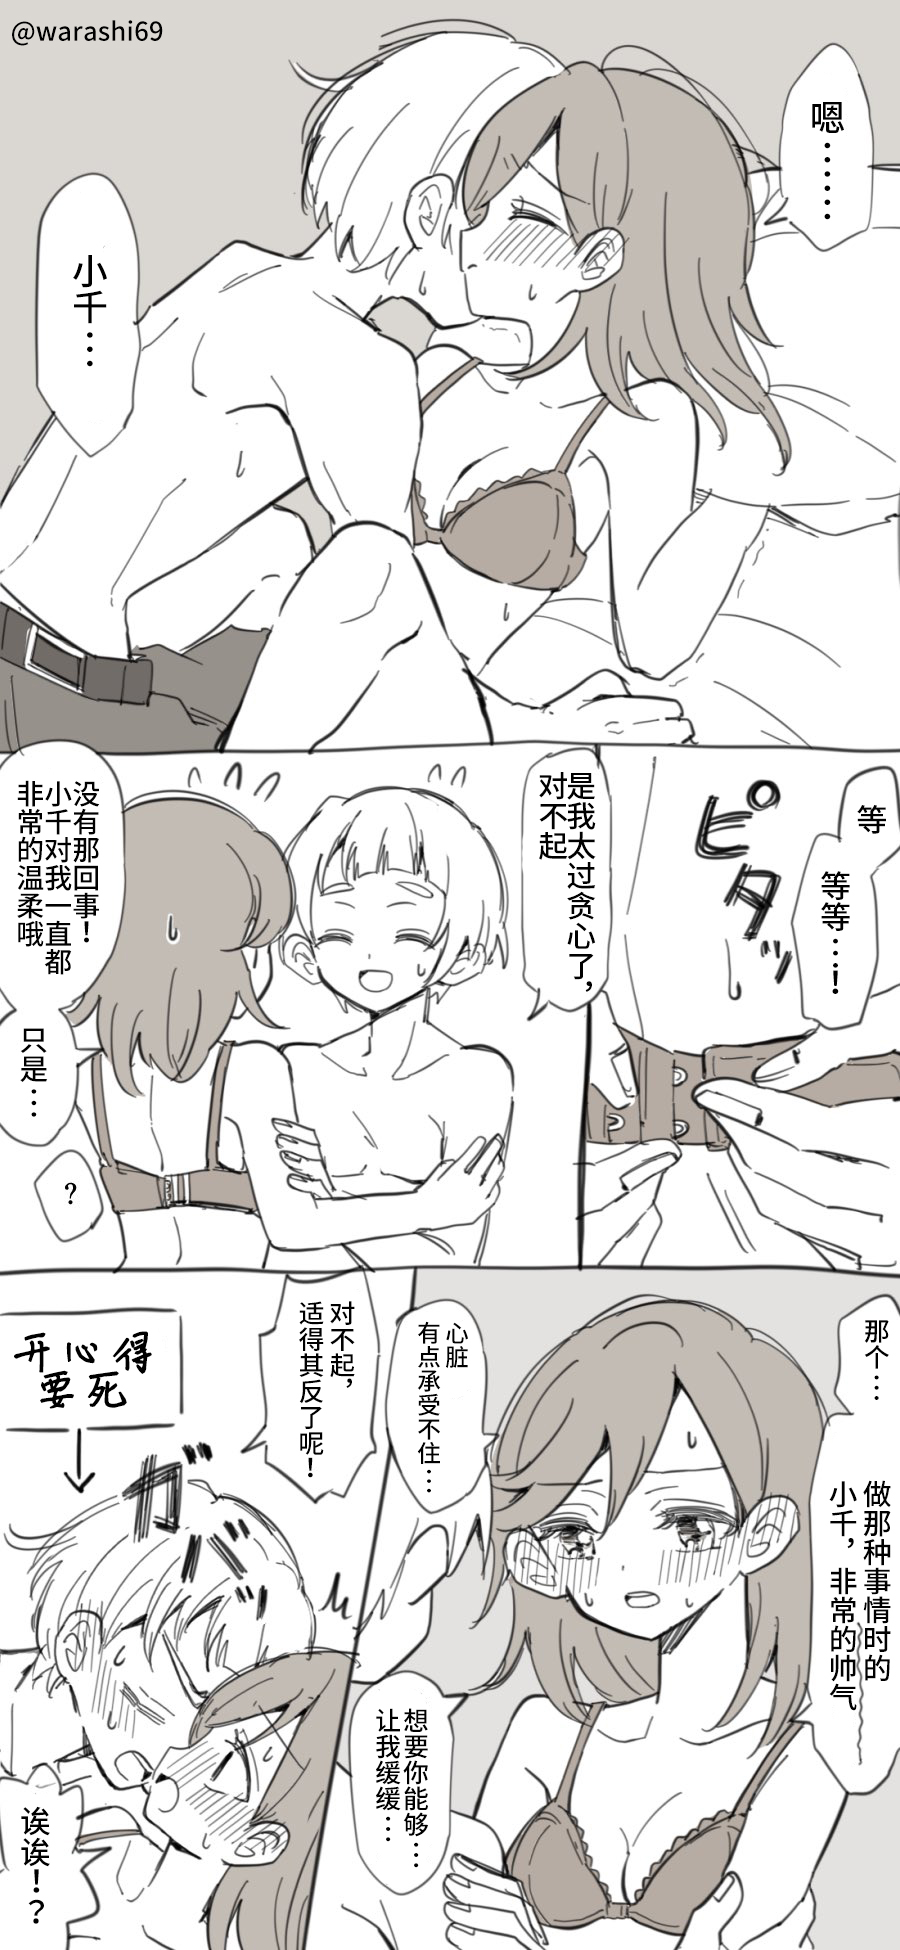 @warashi69
嗯……
小千…
等
等等…！
ピタッ
是我太过贪心了，
对不起
没有那回事！
小千对我一直都
非常的温柔哦
只是…
？
那个…
做那种事情时的
小千，非常的帅气
心脏
有点承受不住…
想要你能够…
让我缓缓…
对不起，
适得其反了呢！
开心得
要死
诶诶！？